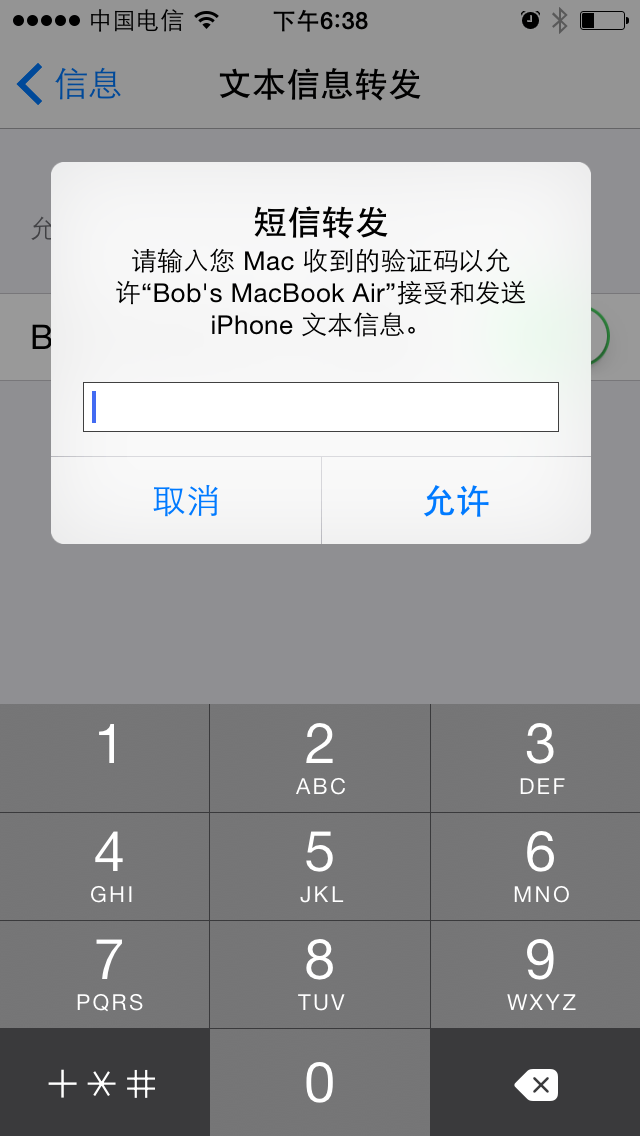 中国电信 下午6:38
信息 文本信息转发
短信转发
请输入您 Mac 收到的验证码以允
许“Bob's MacBook Air”接受和发送
iPhone 文本信息。
允
B
取消 允许
1 2 3
ABC DEF
4 5 6
GHI JKL MNO
7 8 9
PQRS TUV WXYZ
+*# 0